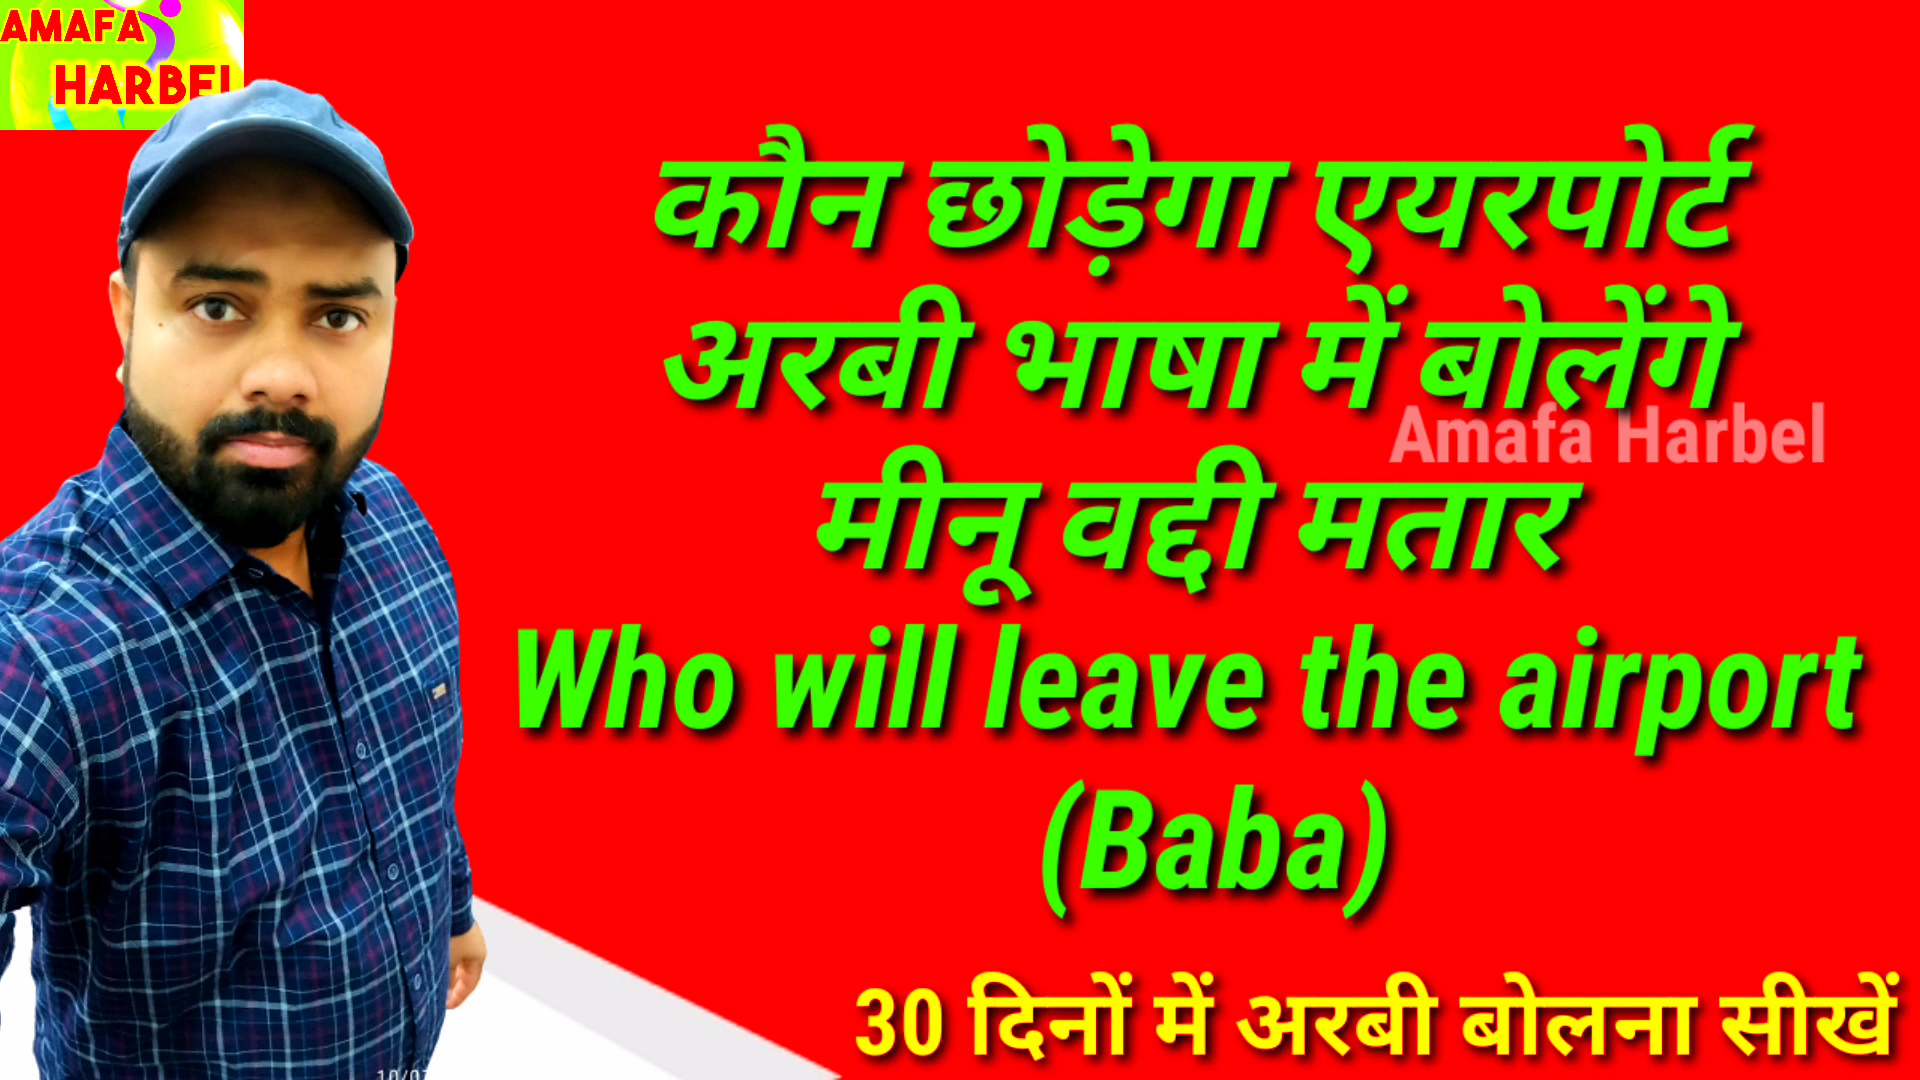 AMAFA
HARBEL
कौन छोड़ेगा एयरपोर्ट
अरबी भाषा में बोलेंगे
Amafa Harbel
मीनू वद्दी मतार
Who will leave the airport
(Baba)
30 दिनों में अरबी बोलना सीखें